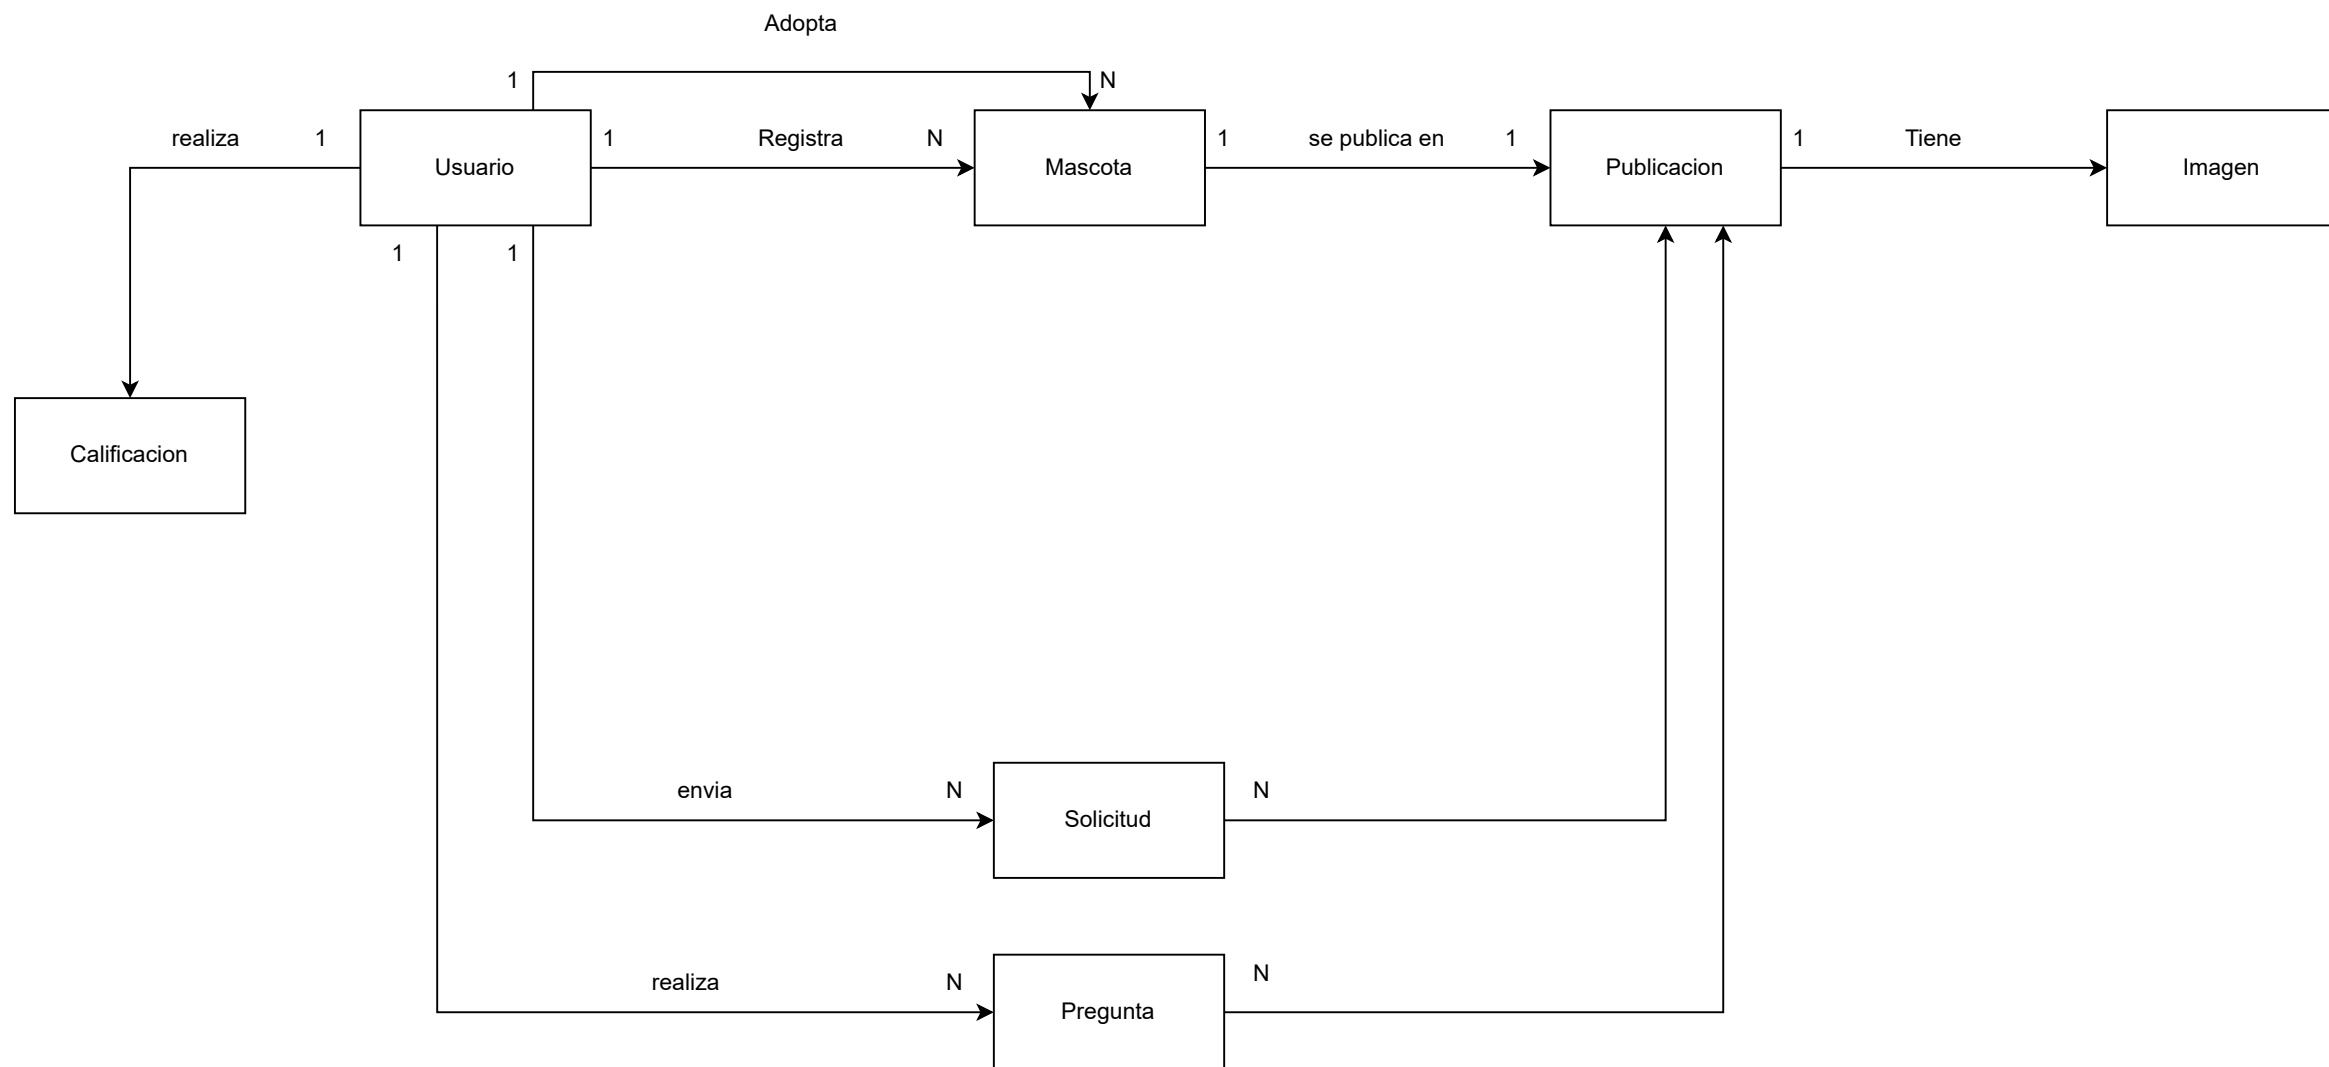 Adopta
1
N
realiza
1
Usuario
1
Registra
N
Mascota
1
se publica en
1
Publicacion
1
Tiene
Imagen
1
1
Calificacion
envia
N
Solicitud
N
realiza
N
Pregunta
N